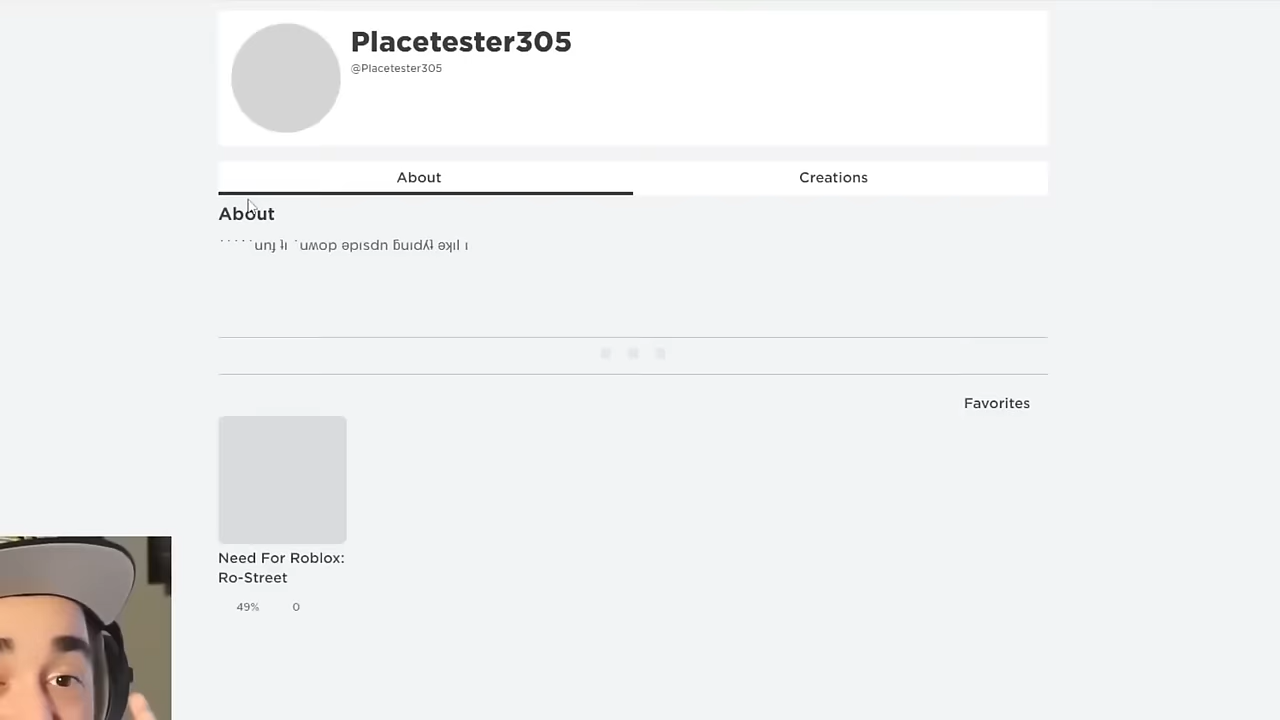 Placetester305
@Placetester305
About
Creations
About
˙˙˙˙˙unɟ ʇı ˙uʍop ǝpısdn ƃuıdʎʇ ǝʞıl ı
Favorites
Need For Roblox:
Ro-Street
49%
0